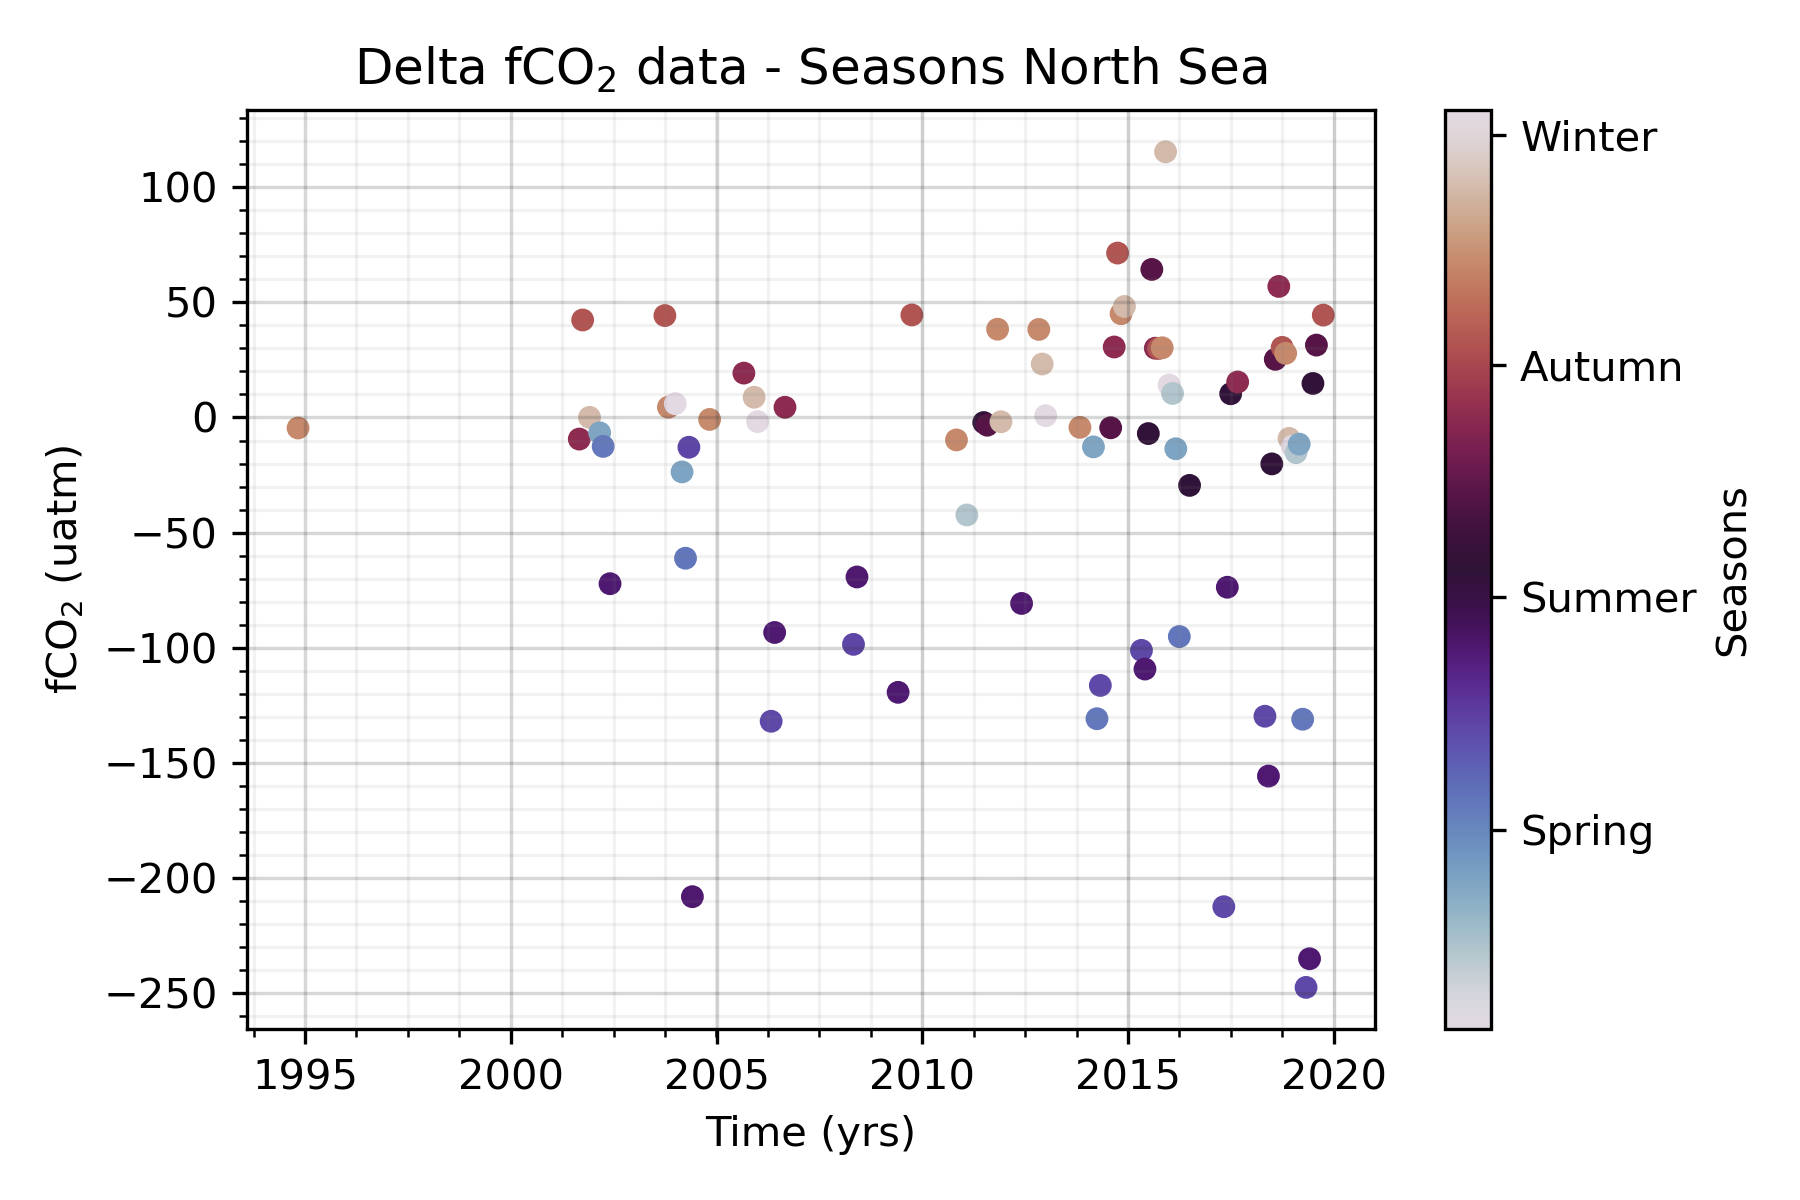 Delta fCO₂ data - Seasons North Sea
100
50
0
−50
−100
−150
−200
−250
fCO₂ (uatm)
1995 2000 2005 2010 2015 2020
Time (yrs)
Winter
Autumn
Summer
Spring
Seasons